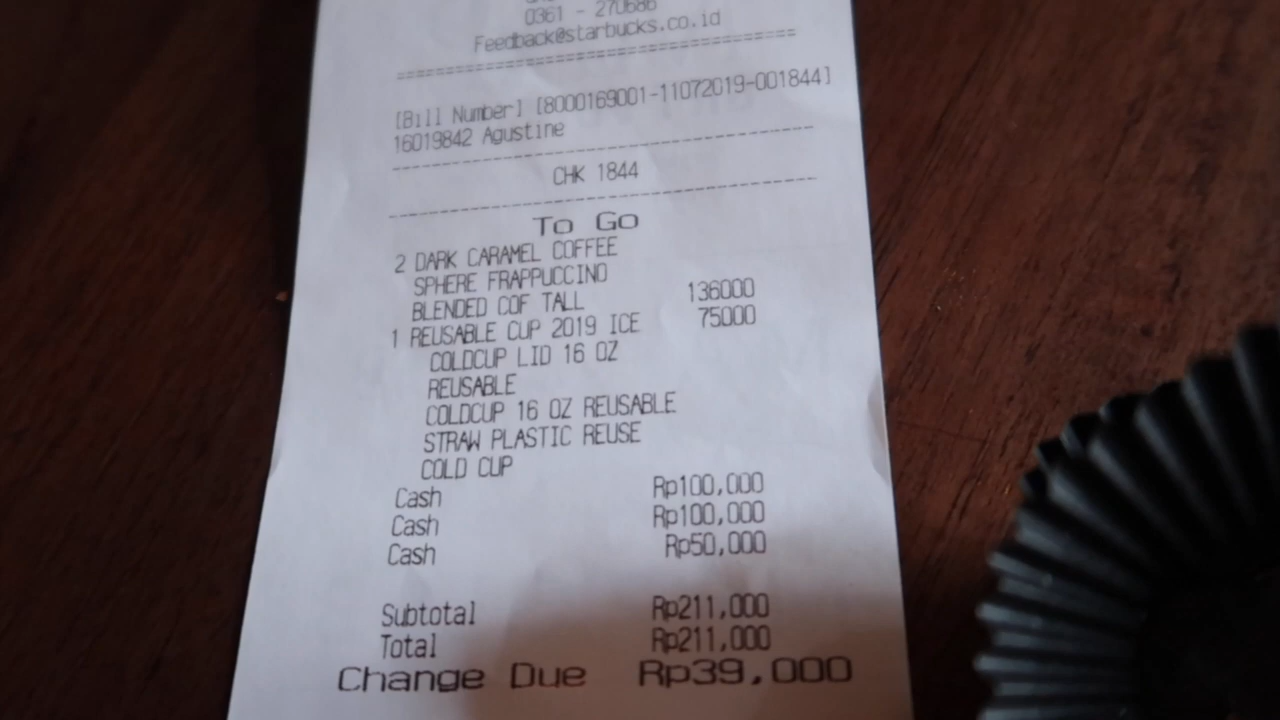 0361 - 270686
Feedback@starbucks.co.id
================================================
[Bill Number] [8000169001-11072019-001844]
16019842 Agustine
------------------------------------------------
CHK 1844
------------------------------------------------
To Go
2 DARK CARAMEL COFFEE
SPHERE FRAPPUCCINO
BLENDED COF TALL 136000
1 REUSABLE CUP 2019 ICE 75000
COLDCUP LID 16 OZ
REUSABLE
COLDCUP 16 OZ REUSABLE
STRAW PLASTIC REUSE
COLD CUP
Cash Rp100,000
Cash Rp100,000
Cash Rp50,000
Subtotal Rp211,000
Total Rp211,000
Change Due Rp39,000